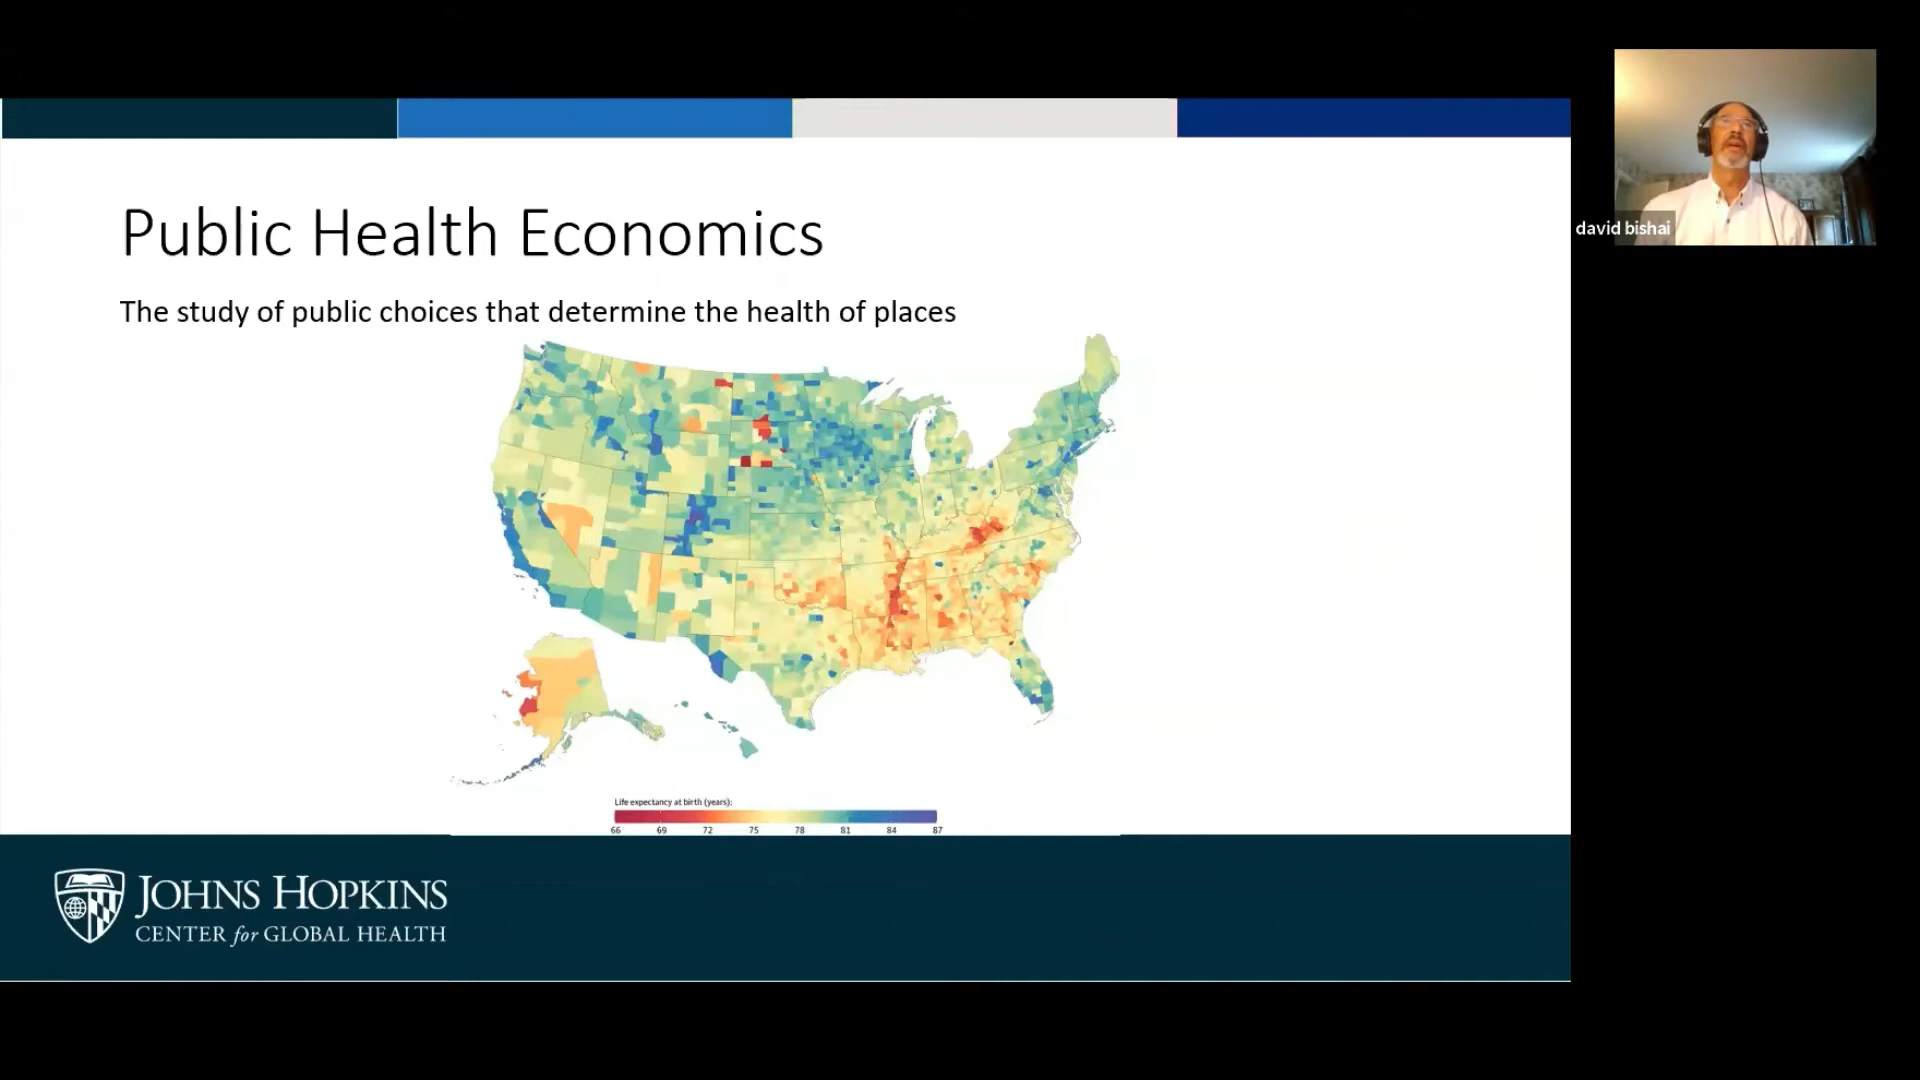 Public Health Economics
The study of public choices that determine the health of places
Life expectancy at birth (years):
66 69 72 75 78 81 84 87
JOHNS HOPKINS
CENTER for GLOBAL HEALTH
david bishai